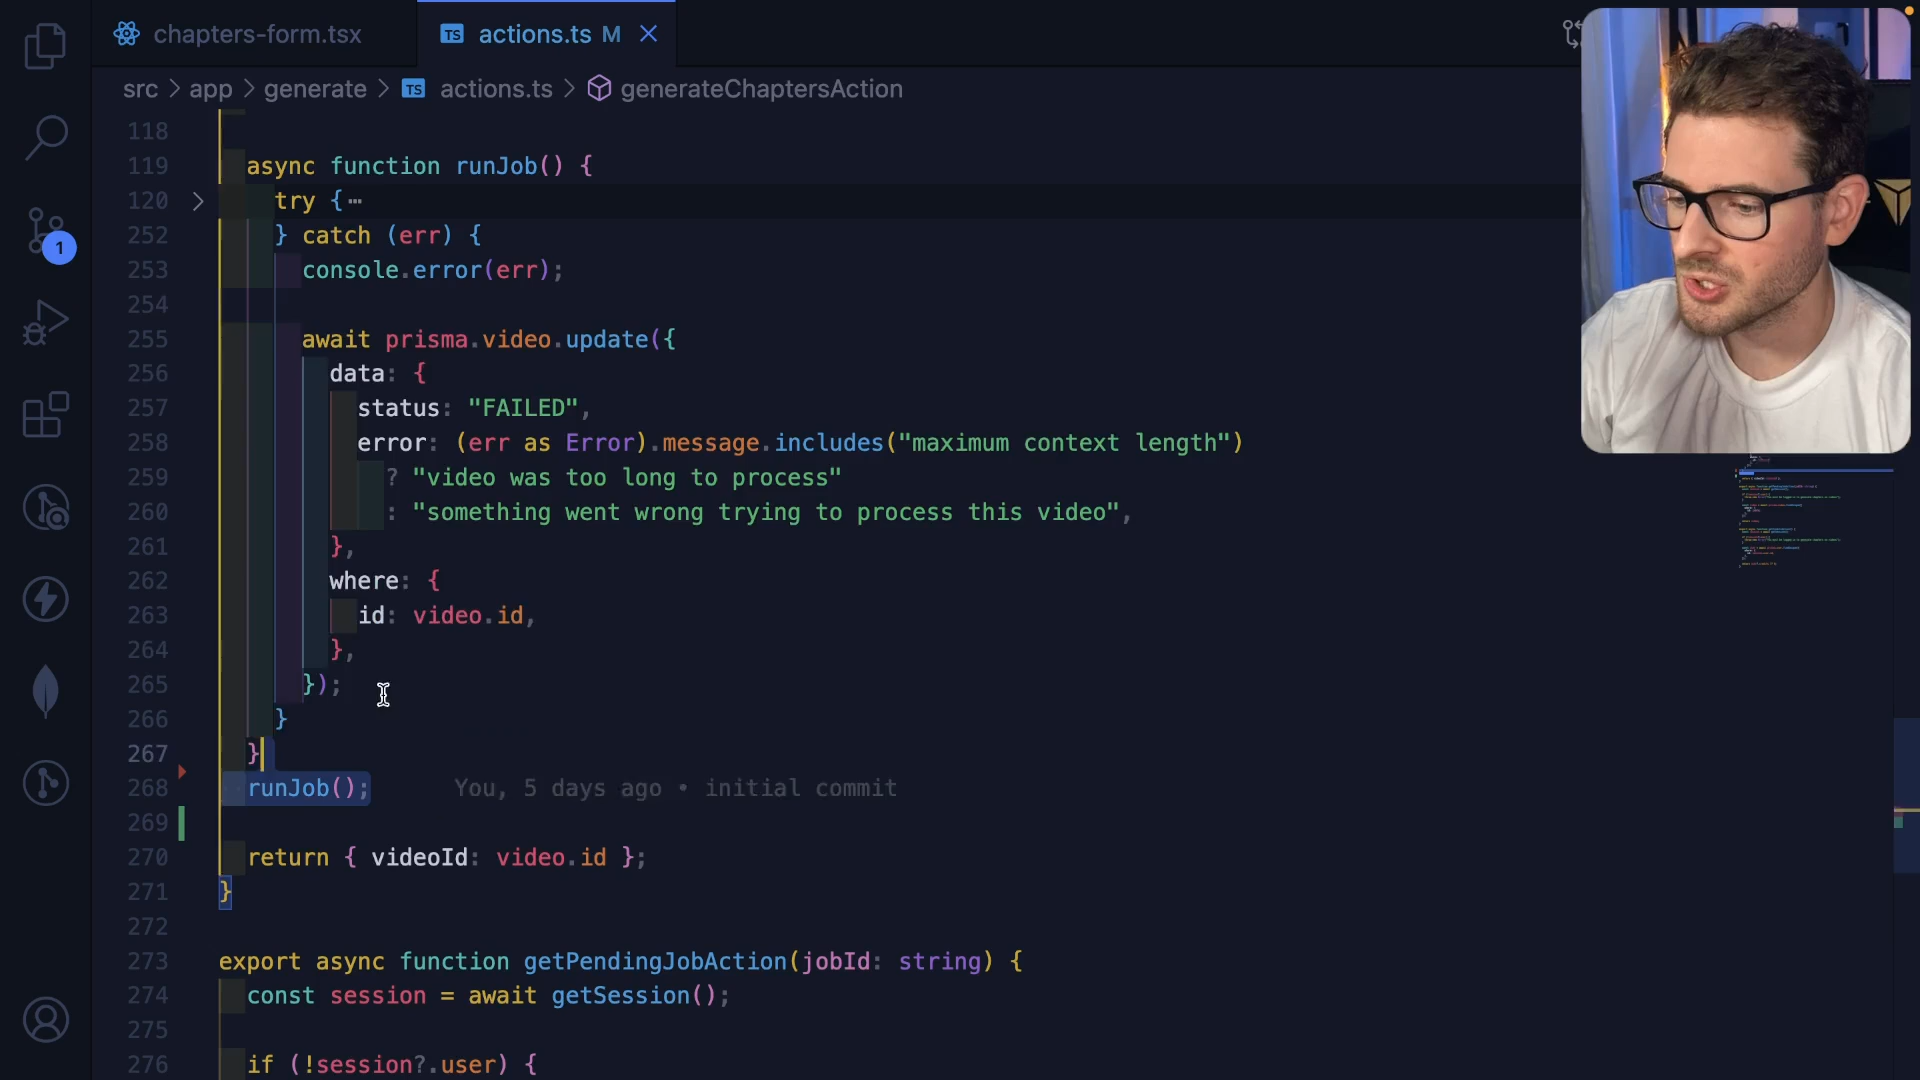 chapters-form.tsx
TS actions.ts M
src > app > generate > TS actions.ts > generateChaptersAction
118
119 async function runJob() {
120 try {…
252 } catch (err) {
253 console.error(err);
254
255 await prisma.video.update({
256 data: {
257 status: "FAILED",
258 error: (err as Error).message.includes("maximum context length")
259 ? "video was too long to process"
260 : "something went wrong trying to process this video",
261 },
262 where: {
263 id: video.id,
264 },
265 });
266 }
267 }
268 runJob(); You, 5 days ago • initial commit
269
270 return { videoId: video.id };
271 }
272
273 export async function getPendingJobAction(jobId: string) {
274 const session = await getSession();
275
276 if (!session?.user) {
1